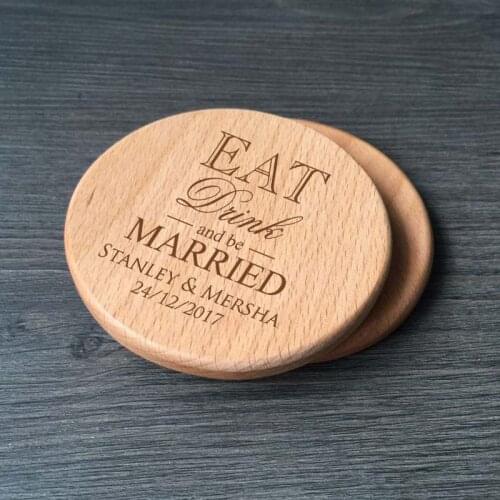 EAT
Drink
and be
MARRIED
STANLEY & MERSHA
24/12/2017